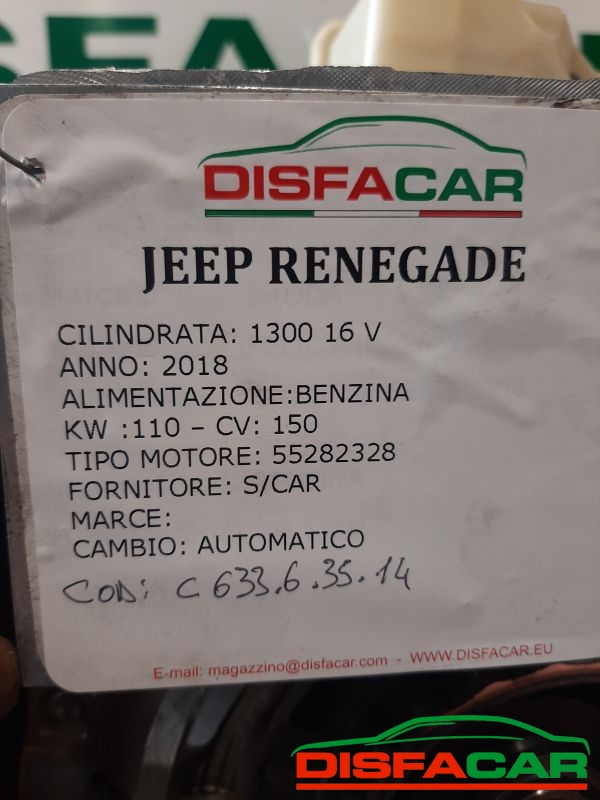 DISFACAR
JEEP RENEGADE
CILINDRATA: 1300 16 V
ANNO: 2018
ALIMENTAZIONE:BENZINA
KW :110 – CV: 150
TIPO MOTORE: 55282328
FORNITORE: S/CAR
MARCE:
CAMBIO: AUTOMATICO
COD: C 633.6.35.14
E-mail: magazzino@disfacar.com - WWW.DISFACAR.EU
DISFACAR